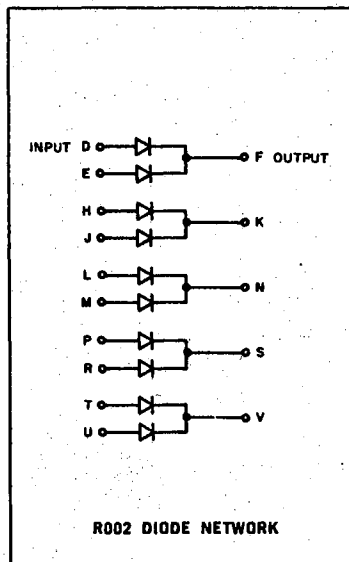 INPUT D F OUTPUT
E
H
K
J
L
N
M
P
S
R
T
V
U
R002 DIODE NETWORK